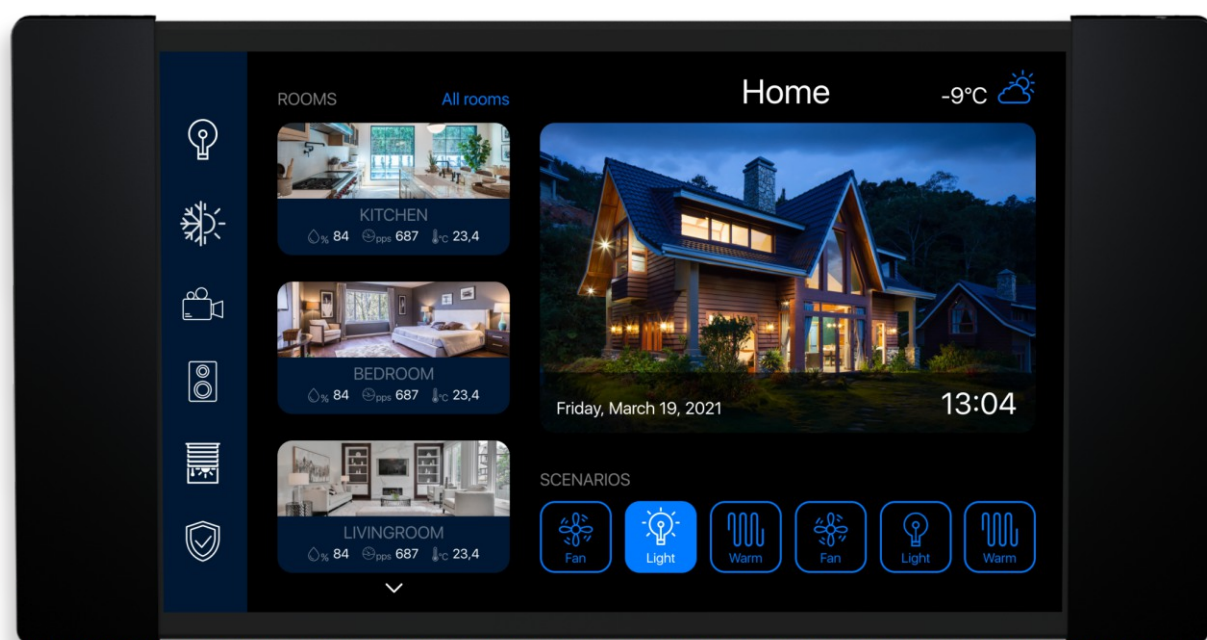 ROOMS
All rooms
KITCHEN
% 84 pps 687 °C 23,4
BEDROOM
% 84 pps 687 °C 23,4
LIVINGROOM
% 84 pps 687 °C 23,4
Home
-9°C
Friday, March 19, 2021
13:04
SCENARIOS
Fan
Light
Warm
Fan
Light
Warm